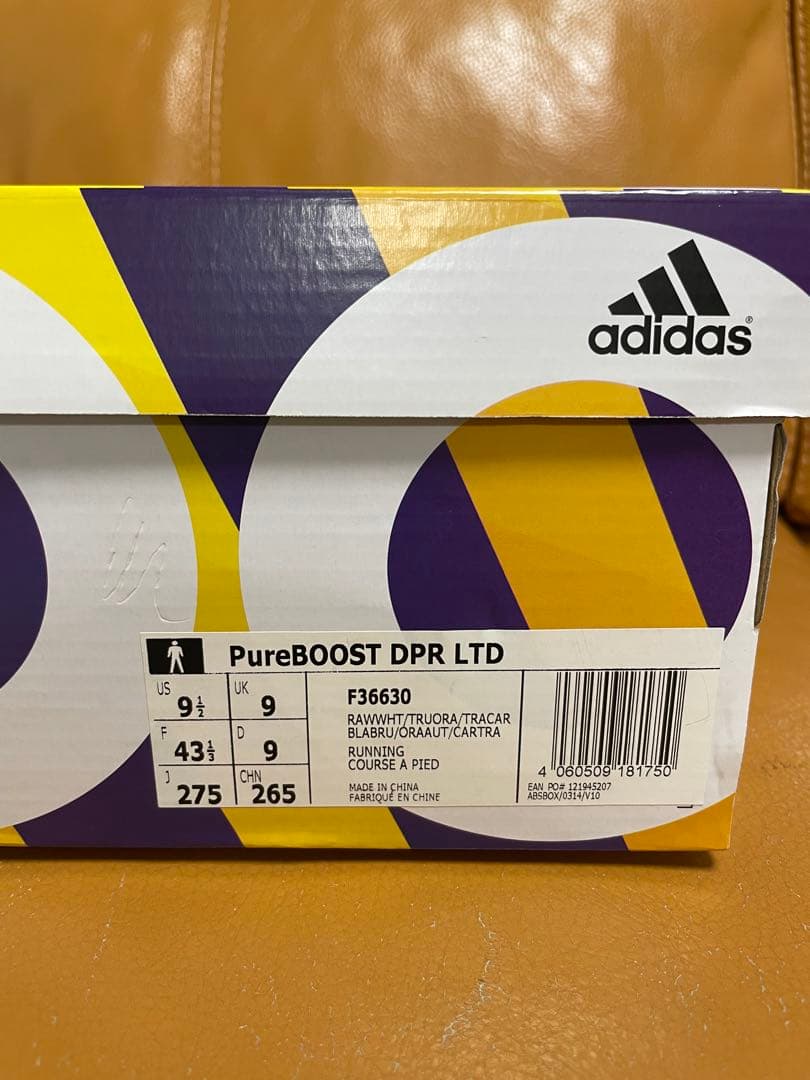 adidas®
PureBOOST DPR LTD
US 9½ UK 9
F 43⅓ D 9
J 275 CHN 265
F36630
RAWWHT/TRUORA/TRACAR
BLABRU/ORAAUT/CARTRA
RUNNING
COURSE A PIED
MADE IN CHINA
FABRIQUÉ EN CHINE
4 060509 181750
EAN PO# 121945207
ABSBOX/0314/V10